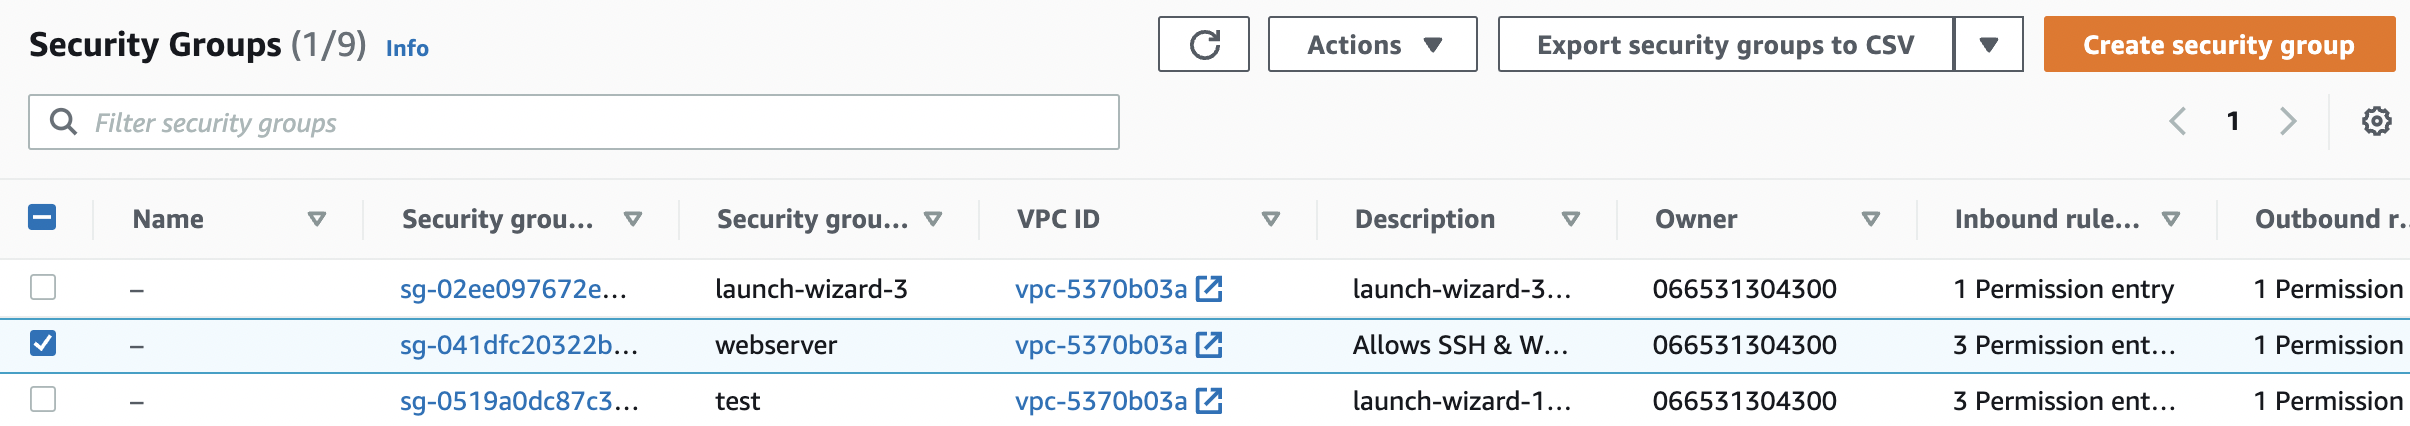 Security Groups (1/9) Info Actions Export security groups to CSV Create security group
Filter security groups 1
Name Security grou... Security grou... VPC ID Description Owner Inbound rule... Outbound r...
– sg-02ee097672e... launch-wizard-3 vpc-5370b03a launch-wizard-3... 066531304300 1 Permission entry 1 Permission
– sg-041dfc20322b... webserver vpc-5370b03a Allows SSH & W... 066531304300 3 Permission ent... 1 Permission
– sg-0519a0dc87c3... test vpc-5370b03a launch-wizard-1... 066531304300 3 Permission ent... 1 Permission